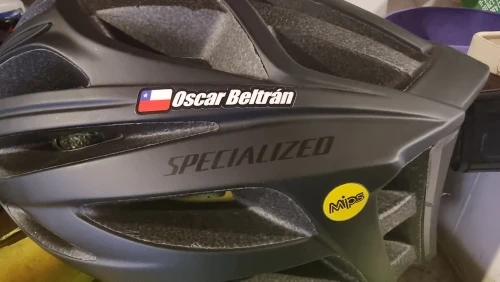 Oscar Beltrán
SPECIALIZED
Mips